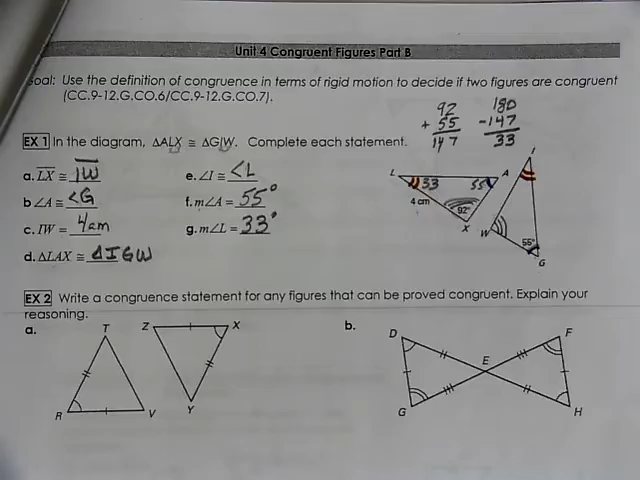 Unit 4 Congruent Figures Part B
Goal: Use the definition of congruence in terms of rigid motion to decide if two figures are congruent
(CC.9-12.G.CO.6/CC.9-12.G.CO.7).
92
+ 55
147
180
-147
33
EX 1 In the diagram, ΔALX ≅ ΔGIW. Complete each statement.
a. LX ≅ IW
e. ∠I ≅ <L
b ∠A ≅ <G
f. m∠A = 55°
c. IW = 4cm
g. m∠L = 33°
d. ΔLAX ≅ ΔIGW
L 33 55 A
4 cm 92°
X
I
W
55°
G
EX 2 Write a congruence statement for any figures that can be proved congruent. Explain your
reasoning.
a.
T
R
V
Z
X
Y
b.
D
F
E
G
H